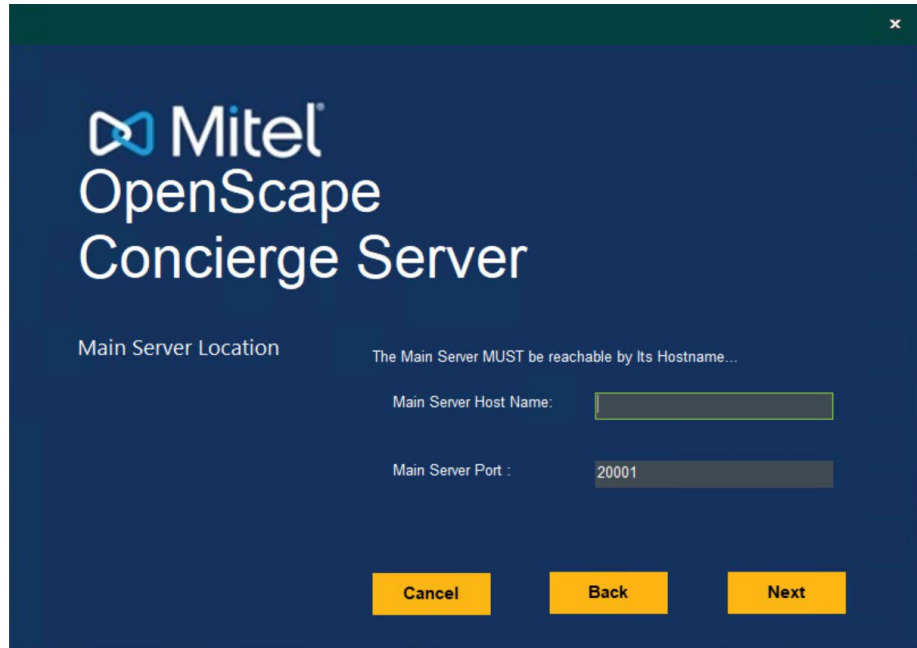 x
Mitel®
OpenScape
Concierge Server
Main Server Location
The Main Server MUST be reachable by Its Hostname...
Main Server Host Name:
Main Server Port :
20001
Cancel
Back
Next